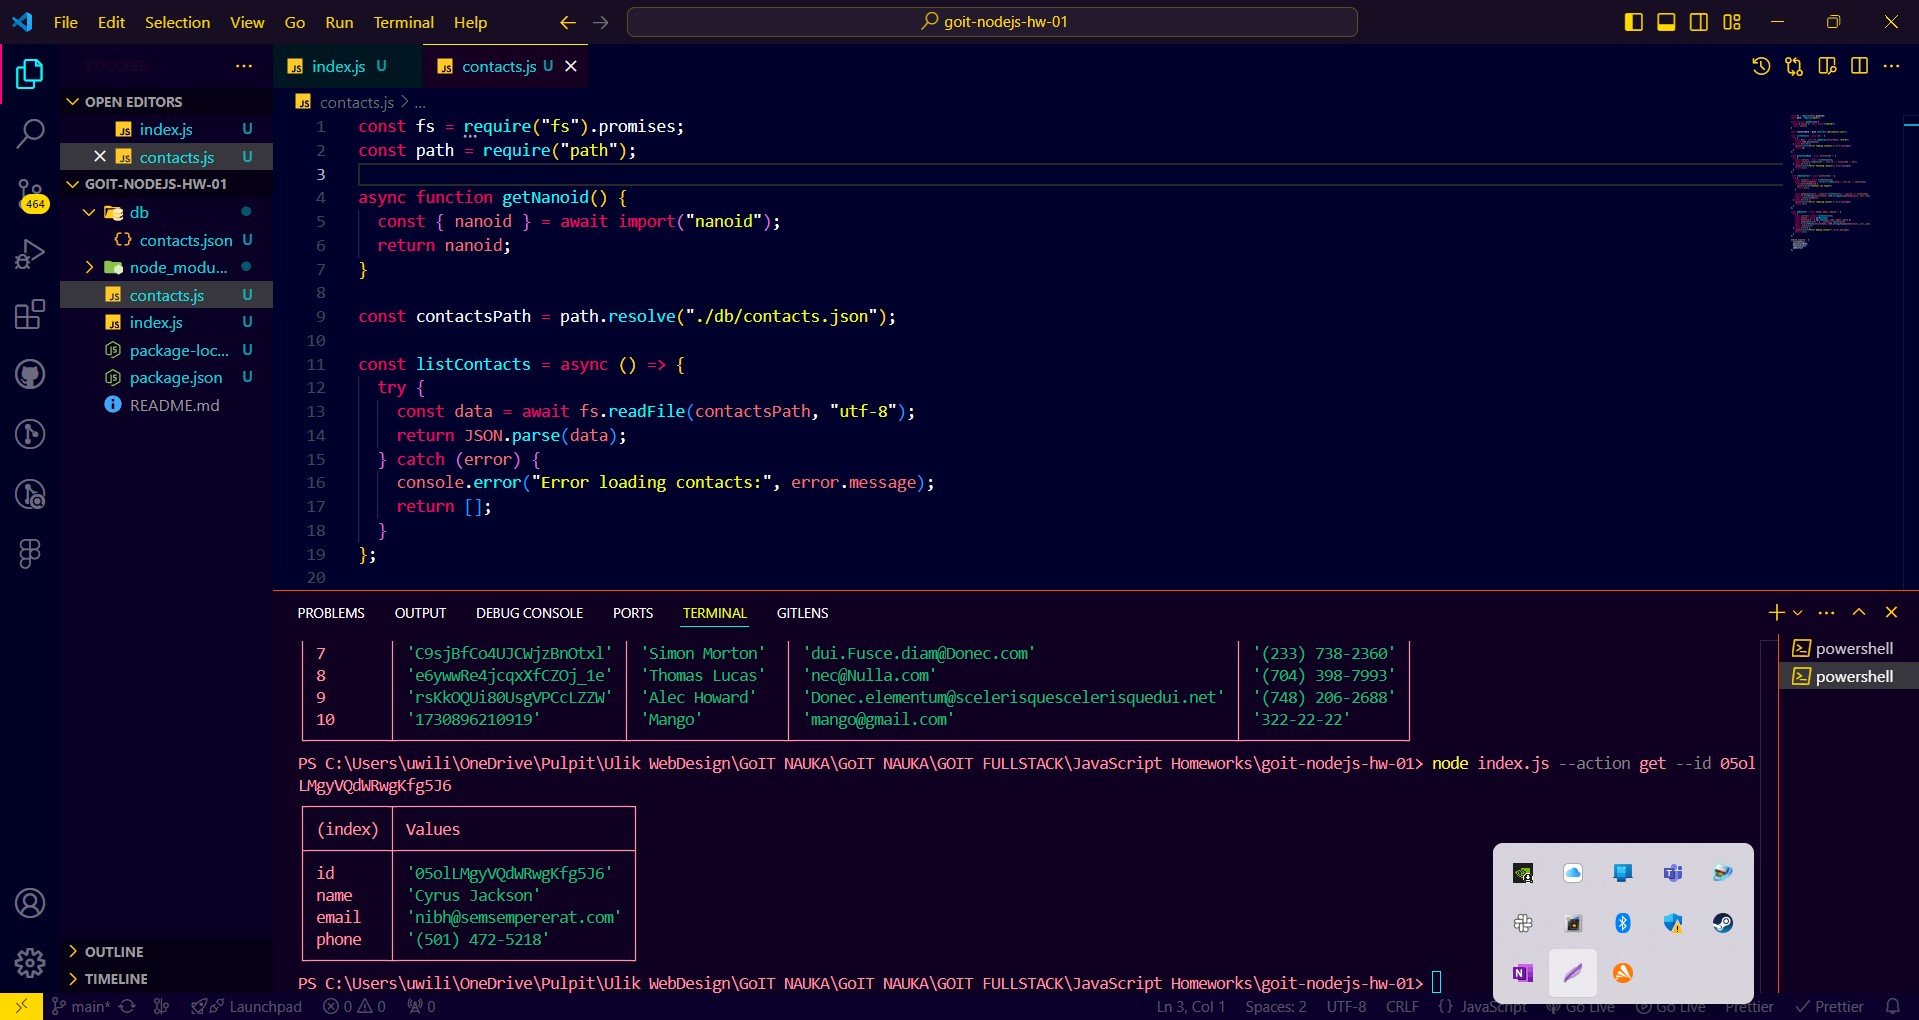 File Edit Selection View Go Run Terminal Help
goit-nodejs-hw-01
EXPLORER
OPEN EDITORS
index.js U
contacts.js U
GOIT-NODEJS-HW-01
464
db
contacts.json U
node_modu...
contacts.js U
index.js U
package-loc... U
package.json U
README.md
OUTLINE
TIMELINE
index.js U
contacts.js U
contacts.js > ...
1 const fs = require("fs").promises;
2 const path = require("path");
3
4 async function getNanoid() {
5 const { nanoid } = await import("nanoid");
6 return nanoid;
7 }
8
9 const contactsPath = path.resolve("./db/contacts.json");
10
11 const listContacts = async () => {
12 try {
13 const data = await fs.readFile(contactsPath, "utf-8");
14 return JSON.parse(data);
15 } catch (error) {
16 console.error("Error loading contacts:", error.message);
17 return [];
18 }
19 };
20
PROBLEMS OUTPUT DEBUG CONSOLE PORTS TERMINAL GITLENS
powershell
powershell
7 'C9sjBfCo4UJCWjzBnOtxl' 'Simon Morton' 'dui.Fusce.diam@Donec.com' '(233) 738-2360'
8 'e6ywwRe4jcqxXfCZOj_1e' 'Thomas Lucas' 'nec@Nulla.com' '(704) 398-7993'
9 'rsKkOQUi80UsgVPCcLZZW' 'Alec Howard' 'Donec.elementum@scelerisquescelerisquedui.net' '(748) 206-2688'
10 '1730896210919' 'Mango' 'mango@gmail.com' '322-22-22'
PS C:\Users\uwili\OneDrive\Pulpit\Ulik WebDesign\GoIT NAUKA\GoIT NAUKA\GOIT FULLSTACK\JavaScript Homeworks\goit-nodejs-hw-01> node index.js --action get --id 05ol
LMgyVQdWRwgKfg5J6
(index) Values
id '05olLMgyVQdWRwgKfg5J6'
name 'Cyrus Jackson'
email 'nibh@semsempererat.com'
phone '(501) 472-5218'
PS C:\Users\uwili\OneDrive\Pulpit\Ulik WebDesign\GoIT NAUKA\GoIT NAUKA\GOIT FULLSTACK\JavaScript Homeworks\goit-nodejs-hw-01>
main* Launchpad 0 0 0 Ln 3, Col 1 Spaces: 2 UTF-8 CRLF {} JavaScript Go Live Go Live Prettier Prettier